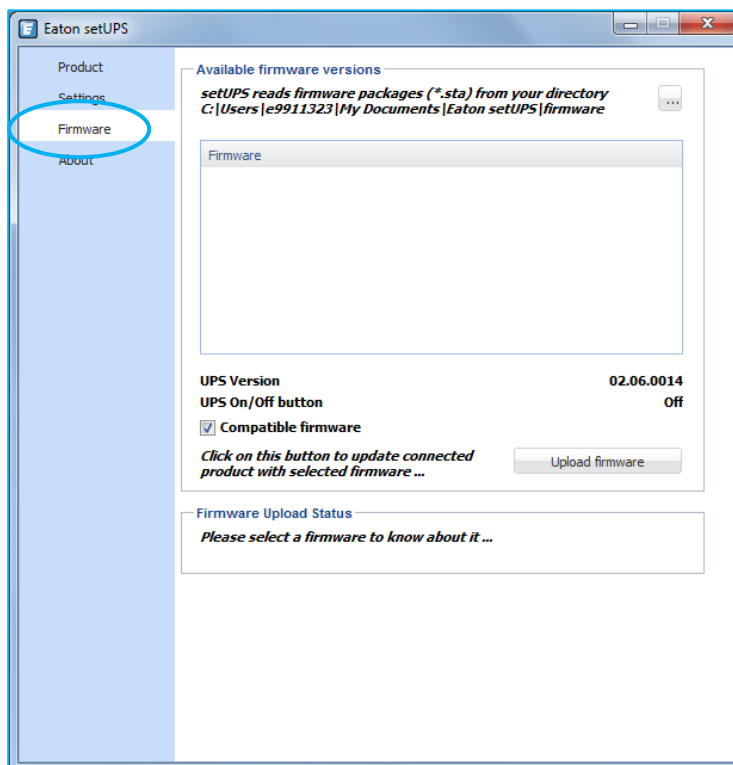 Eaton setUPS
Product
Settings
Firmware
About
Available firmware versions
setUPS reads firmware packages (*.sta) from your directory
C:|Users|e9911323|My Documents|Eaton setUPS|firmware
...
Firmware
UPS Version 02.06.0014
UPS On/Off button Off
Compatible firmware
Click on this button to update connected
product with selected firmware ...
Upload firmware
Firmware Upload Status
Please select a firmware to know about it ...